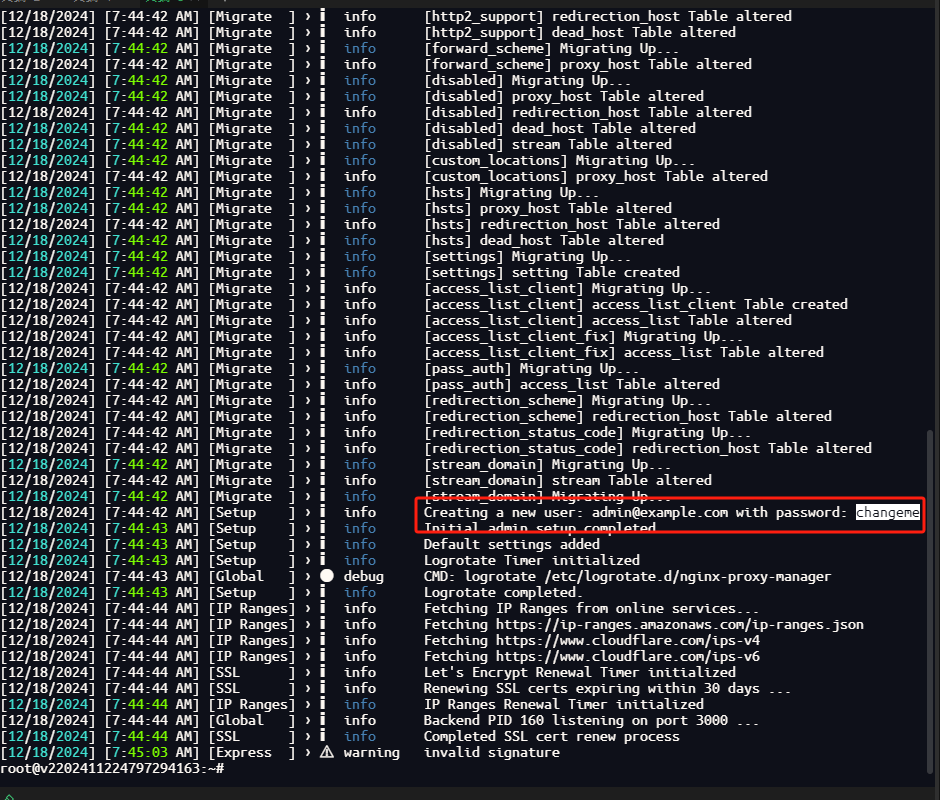 [12/18/2024] [7:44:42 AM] [Migrate  ] › ℹ  info      [http2_support] redirection_host Table altered
[12/18/2024] [7:44:42 AM] [Migrate  ] › ℹ  info      [http2_support] dead_host Table altered
[12/18/2024] [7:44:42 AM] [Migrate  ] › ℹ  info      [forward_scheme] Migrating Up...
[12/18/2024] [7:44:42 AM] [Migrate  ] › ℹ  info      [forward_scheme] proxy_host Table altered
[12/18/2024] [7:44:42 AM] [Migrate  ] › ℹ  info      [disabled] Migrating Up...
[12/18/2024] [7:44:42 AM] [Migrate  ] › ℹ  info      [disabled] proxy_host Table altered
[12/18/2024] [7:44:42 AM] [Migrate  ] › ℹ  info      [disabled] redirection_host Table altered
[12/18/2024] [7:44:42 AM] [Migrate  ] › ℹ  info      [disabled] dead_host Table altered
[12/18/2024] [7:44:42 AM] [Migrate  ] › ℹ  info      [disabled] stream Table altered
[12/18/2024] [7:44:42 AM] [Migrate  ] › ℹ  info      [custom_locations] Migrating Up...
[12/18/2024] [7:44:42 AM] [Migrate  ] › ℹ  info      [custom_locations] proxy_host Table altered
[12/18/2024] [7:44:42 AM] [Migrate  ] › ℹ  info      [hsts] Migrating Up...
[12/18/2024] [7:44:42 AM] [Migrate  ] › ℹ  info      [hsts] proxy_host Table altered
[12/18/2024] [7:44:42 AM] [Migrate  ] › ℹ  info      [hsts] redirection_host Table altered
[12/18/2024] [7:44:42 AM] [Migrate  ] › ℹ  info      [hsts] dead_host Table altered
[12/18/2024] [7:44:42 AM] [Migrate  ] › ℹ  info      [settings] Migrating Up...
[12/18/2024] [7:44:42 AM] [Migrate  ] › ℹ  info      [settings] setting Table created
[12/18/2024] [7:44:42 AM] [Migrate  ] › ℹ  info      [access_list_client] Migrating Up...
[12/18/2024] [7:44:42 AM] [Migrate  ] › ℹ  info      [access_list_client] access_list_client Table created
[12/18/2024] [7:44:42 AM] [Migrate  ] › ℹ  info      [access_list_client] access_list Table altered
[12/18/2024] [7:44:42 AM] [Migrate  ] › ℹ  info      [access_list_client_fix] Migrating Up...
[12/18/2024] [7:44:42 AM] [Migrate  ] › ℹ  info      [access_list_client_fix] access_list Table altered
[12/18/2024] [7:44:42 AM] [Migrate  ] › ℹ  info      [pass_auth] Migrating Up...
[12/18/2024] [7:44:42 AM] [Migrate  ] › ℹ  info      [pass_auth] access_list Table altered
[12/18/2024] [7:44:42 AM] [Migrate  ] › ℹ  info      [redirection_scheme] Migrating Up...
[12/18/2024] [7:44:42 AM] [Migrate  ] › ℹ  info      [redirection_scheme] redirection_host Table altered
[12/18/2024] [7:44:42 AM] [Migrate  ] › ℹ  info      [redirection_status_code] Migrating Up...
[12/18/2024] [7:44:42 AM] [Migrate  ] › ℹ  info      [redirection_status_code] redirection_host Table altered
[12/18/2024] [7:44:42 AM] [Migrate  ] › ℹ  info      [stream_domain] Migrating Up...
[12/18/2024] [7:44:42 AM] [Migrate  ] › ℹ  info      [stream_domain] stream Table altered
[12/18/2024] [7:44:42 AM] [Migrate  ] › ℹ  info      [stream_domain] Migrating Up...
[12/18/2024] [7:44:42 AM] [Setup    ] › ℹ  info      Creating a new user: admin@example.com with password: changeme
[12/18/2024] [7:44:43 AM] [Setup    ] › ℹ  info      Initial admin setup completed
[12/18/2024] [7:44:43 AM] [Setup    ] › ℹ  info      Default settings added
[12/18/2024] [7:44:43 AM] [Setup    ] › ℹ  info      Logrotate Timer initialized
[12/18/2024] [7:44:43 AM] [Global   ] › ⬤  debug     CMD: logrotate /etc/logrotate.d/nginx-proxy-manager
[12/18/2024] [7:44:43 AM] [Setup    ] › ℹ  info      Logrotate completed.
[12/18/2024] [7:44:44 AM] [IP Ranges] › ℹ  info      Fetching IP Ranges from online services...
[12/18/2024] [7:44:44 AM] [IP Ranges] › ℹ  info      Fetching https://ip-ranges.amazonaws.com/ip-ranges.json
[12/18/2024] [7:44:44 AM] [IP Ranges] › ℹ  info      Fetching https://www.cloudflare.com/ips-v4
[12/18/2024] [7:44:44 AM] [IP Ranges] › ℹ  info      Fetching https://www.cloudflare.com/ips-v6
[12/18/2024] [7:44:44 AM] [SSL      ] › ℹ  info      Let's Encrypt Renewal Timer initialized
[12/18/2024] [7:44:44 AM] [SSL      ] › ℹ  info      Renewing SSL certs expiring within 30 days ...
[12/18/2024] [7:44:44 AM] [IP Ranges] › ℹ  info      IP Ranges Renewal Timer initialized
[12/18/2024] [7:44:44 AM] [Global   ] › ℹ  info      Backend PID 160 listening on port 3000 ...
[12/18/2024] [7:44:44 AM] [SSL      ] › ℹ  info      Completed SSL cert renew process
[12/18/2024] [7:45:03 AM] [Express  ] › ⚠  warning   invalid signature
root@v2202411224797294163:~#